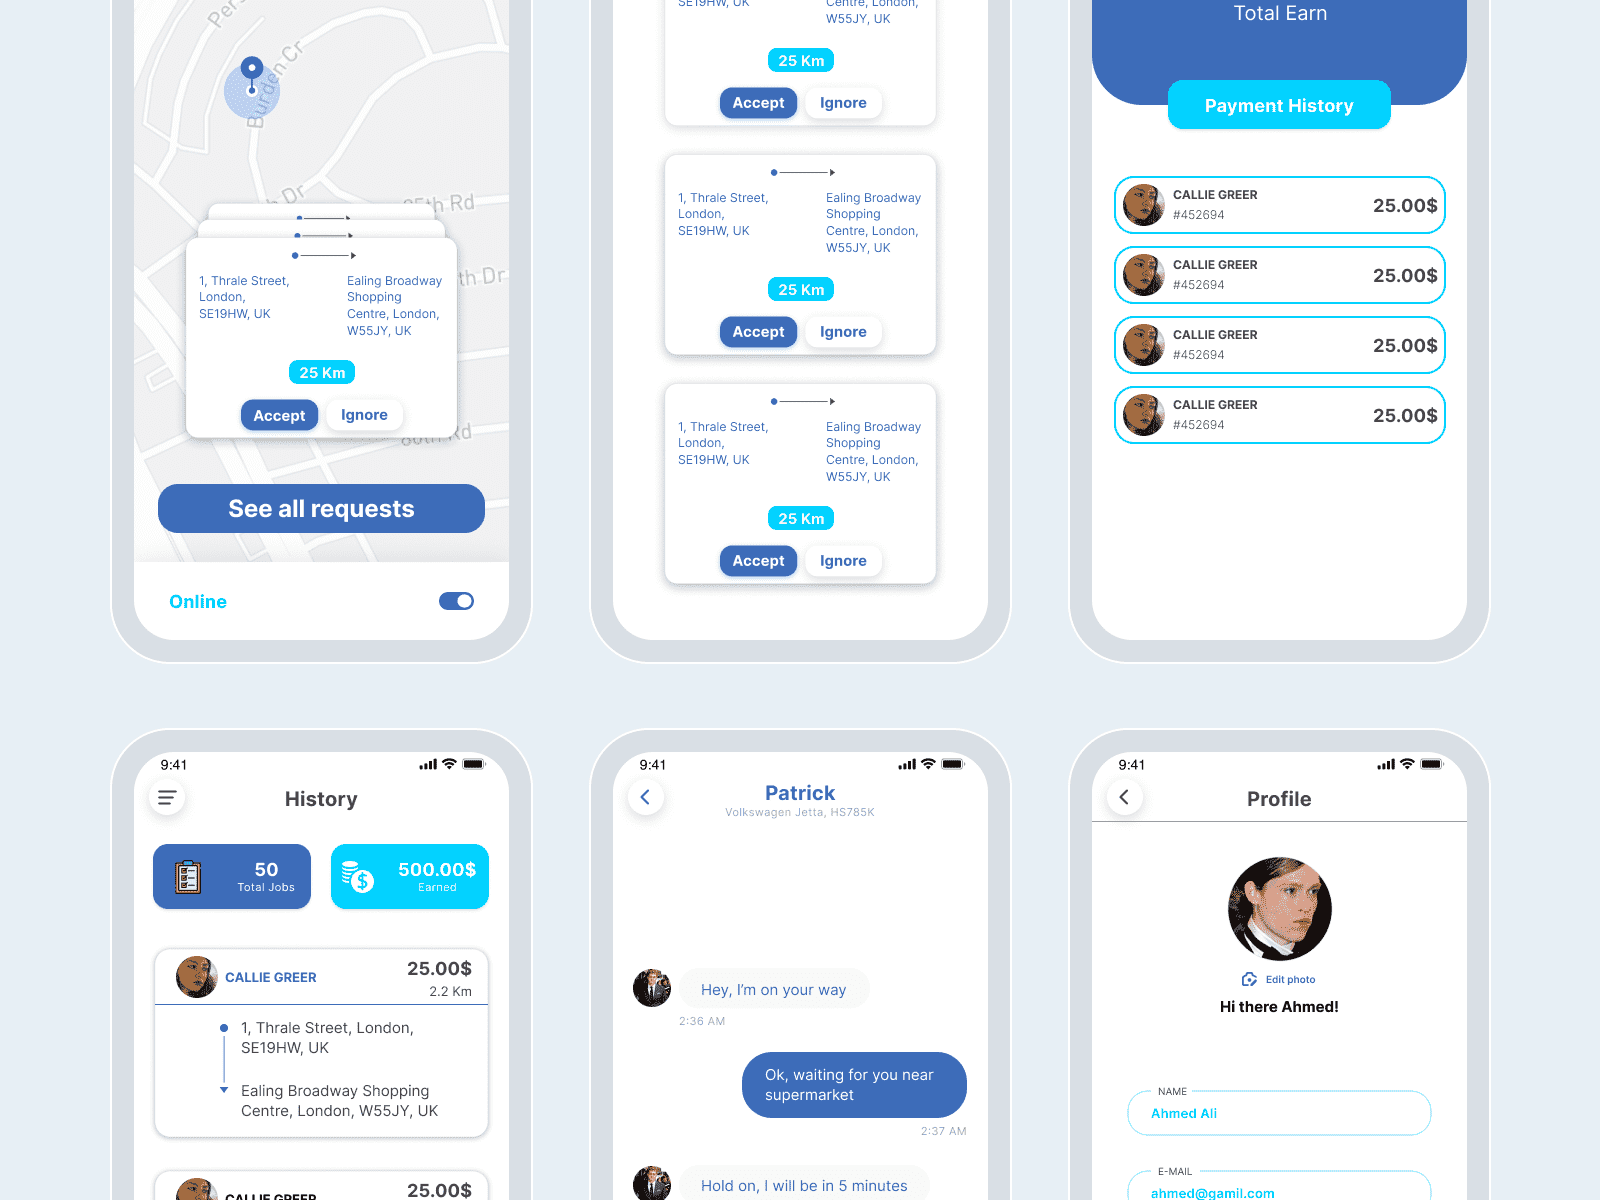 Burden Cr
Dr
85th Rd
th Dr
80th Rd
1, Thrale Street,
London,
SE19HW, UK
Ealing Broadway
Shopping
Centre, London,
W55JY, UK
25 Km
Accept
Ignore
See all requests
Online
SE19HW, UK
Centre, London,
W55JY, UK
25 Km
Accept
Ignore
1, Thrale Street,
London,
SE19HW, UK
Ealing Broadway
Shopping
Centre, London,
W55JY, UK
25 Km
Accept
Ignore
1, Thrale Street,
London,
SE19HW, UK
Ealing Broadway
Shopping
Centre, London,
W55JY, UK
25 Km
Accept
Ignore
Total Earn
Payment History
CALLIE GREER
#452694
25.00$
CALLIE GREER
#452694
25.00$
CALLIE GREER
#452694
25.00$
CALLIE GREER
#452694
25.00$
9:41
History
50
Total Jobs
500.00$
Earned
CALLIE GREER
25.00$
2.2 Km
1, Thrale Street, London,
SE19HW, UK
Ealing Broadway Shopping
Centre, London, W55JY, UK
CALLIE GREER
25.00$
9:41
Patrick
Volkswagen Jetta, HS785K
Hey, I'm on your way
2:36 AM
Ok, waiting for you near
supermarket
2:37 AM
Hold on, I will be in 5 minutes
9:41
Profile
Edit photo
Hi there Ahmed!
NAME
Ahmed Ali
E-MAIL
ahmed@gamil.com